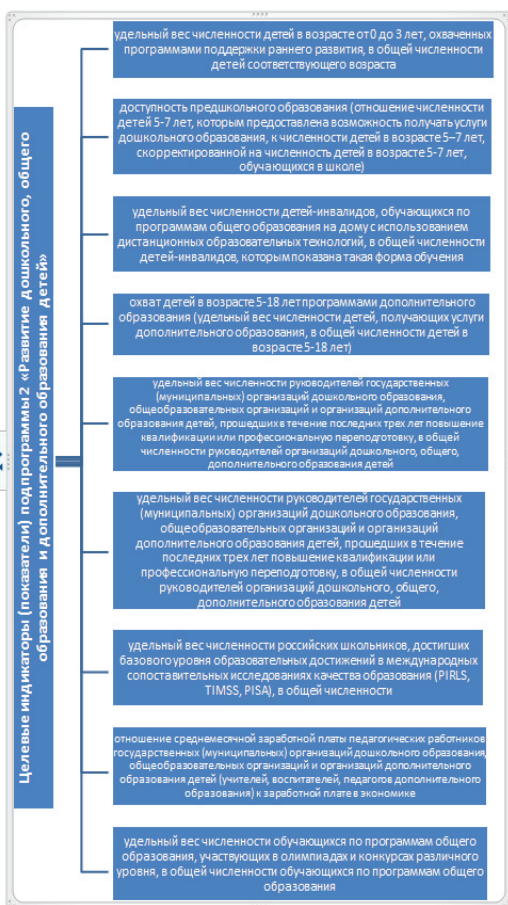 Целевые индикаторы (показатели) подпрограммы 2 «Развитие дошкольного, общего
образования и дополнительного образования детей»
удельный вес численности детей в возрасте от 0 до 3 лет, охваченных
программами поддержки раннего развития, в общей численности
детей соответствующего возраста
доступность предшкольного образования (отношение численности
детей 5-7 лет, которым предоставлена возможность получать услуги
дошкольного образования, к численности детей в возрасте 5–7 лет,
скорректированной на численность детей в возрасте 5-7 лет,
обучающихся в школе)
удельный вес численности детей-инвалидов, обучающихся по
программам общего образования на дому с использованием
дистанционных образовательных технологий, в общей численности
детей-инвалидов, которым показана такая форма обучения
охват детей в возрасте 5-18 лет программами дополнительного
образования (удельный вес численности детей, получающих услуги
дополнительного образования, в общей численности детей в
возрасте 5-18 лет)
удельный вес численности руководителей государственных
(муниципальных) организаций дошкольного образования,
общеобразовательных организаций и организаций дополнительного
образования детей, прошедших в течение последних трех лет повышение
квалификации или профессиональную переподготовку, в общей
численности руководителей организаций дошкольного, общего,
дополнительного образования детей
удельный вес численности руководителей государственных
(муниципальных) организаций дошкольного образования,
общеобразовательных организаций и организаций
дополнительного образования детей, прошедших в течение
последних трех лет повышение квалификации или
профессиональную переподготовку, в общей численности
руководителей организаций дошкольного, общего,
дополнительного образования детей
удельный вес численности российских школьников, достигших
базового уровня образовательных достижений в международных
сопоставительных исследованиях качества образования (PIRLS,
TIMSS, PISA), в общей численности
отношение среднемесячной заработной платы педагогических работников
государственных (муниципальных) организаций дошкольного образования,
общеобразовательных организаций и организаций дополнительного
образования детей (учителей, воспитателей, педагогов дополнительного
образования) к заработной плате в экономике
удельный вес численности обучающихся по программам общего
образования, участвующих в олимпиадах и конкурсах различного
уровня, в общей численности обучающихся по программам общего
образования